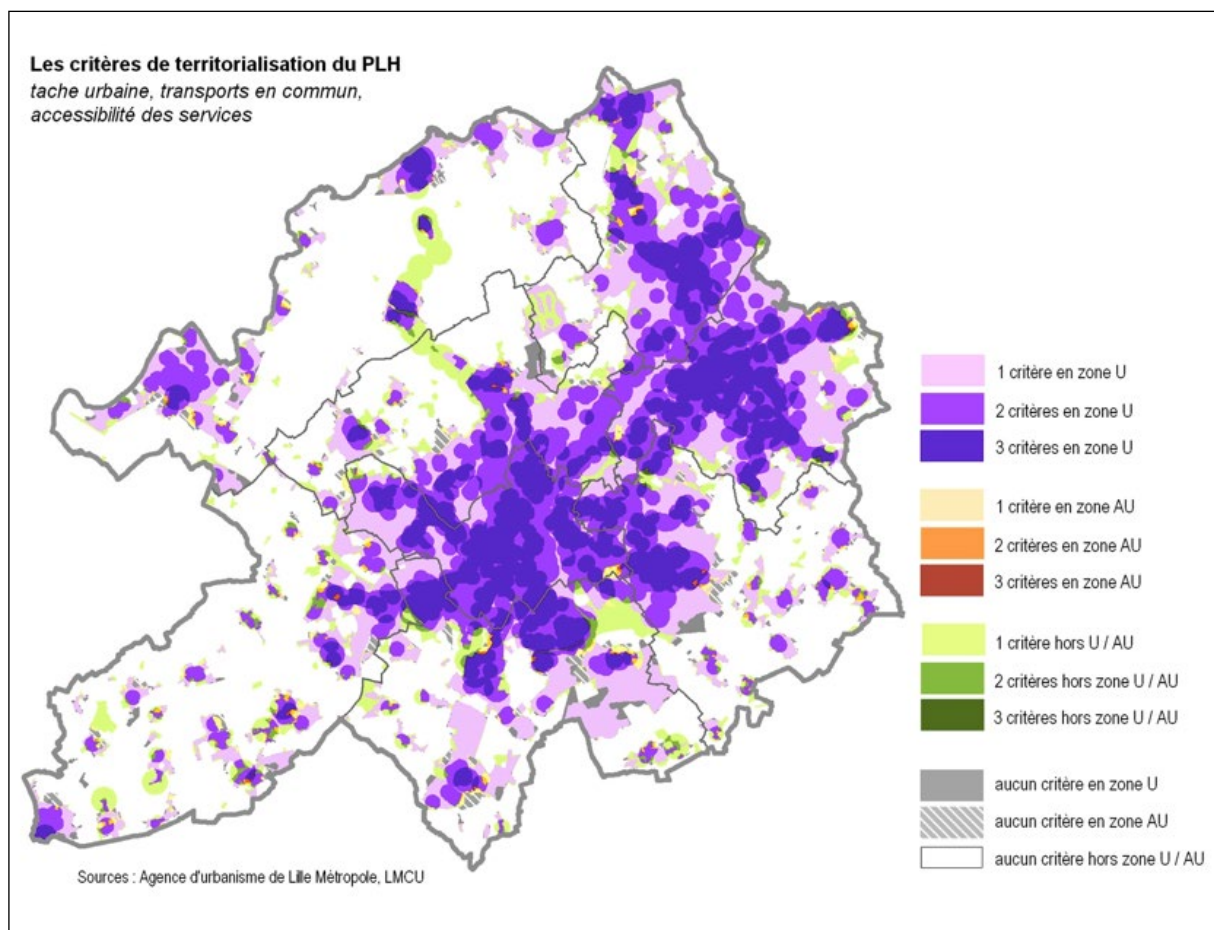 Les critères de territorialisation du PLH
tache urbaine, transports en commun,
accessibilité des services
1 critère en zone U
2 critères en zone U
3 critères en zone U
1 critère en zone AU
2 critères en zone AU
3 critères en zone AU
1 critère hors U / AU
2 critères hors zone U / AU
3 critères hors zone U / AU
aucun critère en zone U
aucun critère en zone AU
aucun critère hors zone U / AU
Sources : Agence d'urbanisme de Lille Métropole, LMCU